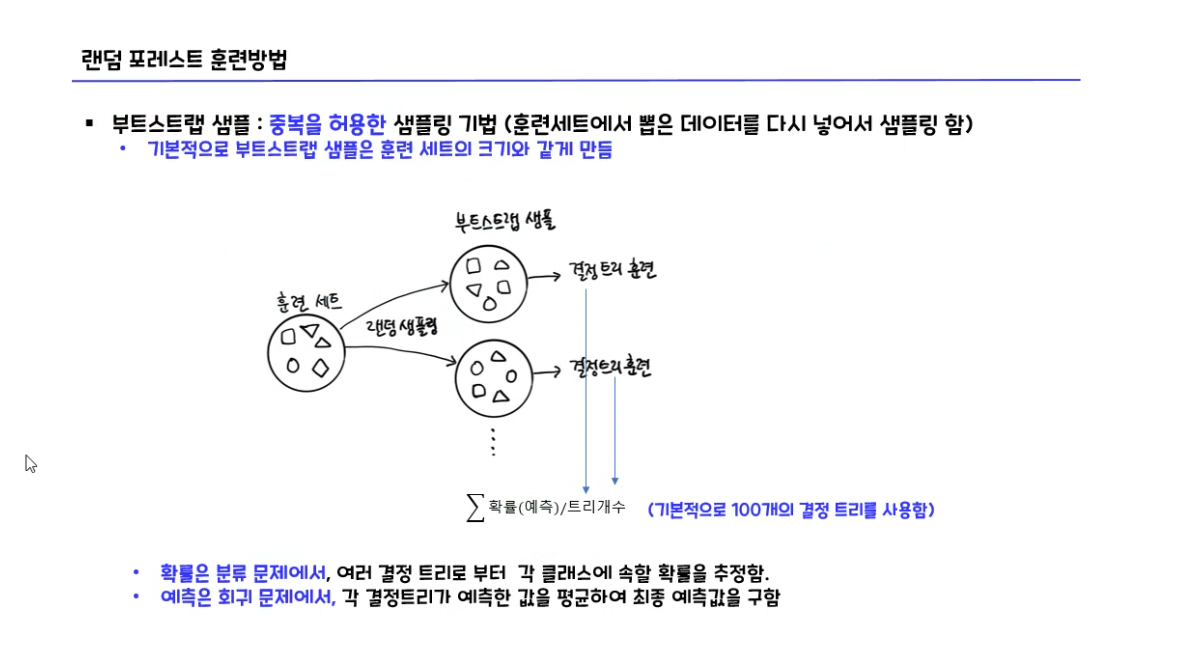 랜덤 포레스트 훈련방법
▪ 부트스트랩 샘플 : 중복을 허용한 샘플링 기법 (훈련세트에서 뽑은 데이터를 다시 넣어서 샘플링 함)
• 기본적으로 부트스트랩 샘플은 훈련 세트의 크기와 같게 만듬
부트스트랩 샘플
결정트리 훈련
훈련 세트
랜덤 샘플링
결정트리 훈련
∑ 확률(예측)/트리개수 (기본적으로 100개의 결정 트리를 사용함)
• 확률은 분류 문제에서, 여러 결정 트리로 부터 각 클래스에 속할 확률을 추정함.
• 예측은 회귀 문제에서, 각 결정트리가 예측한 값을 평균하여 최종 예측값을 구함